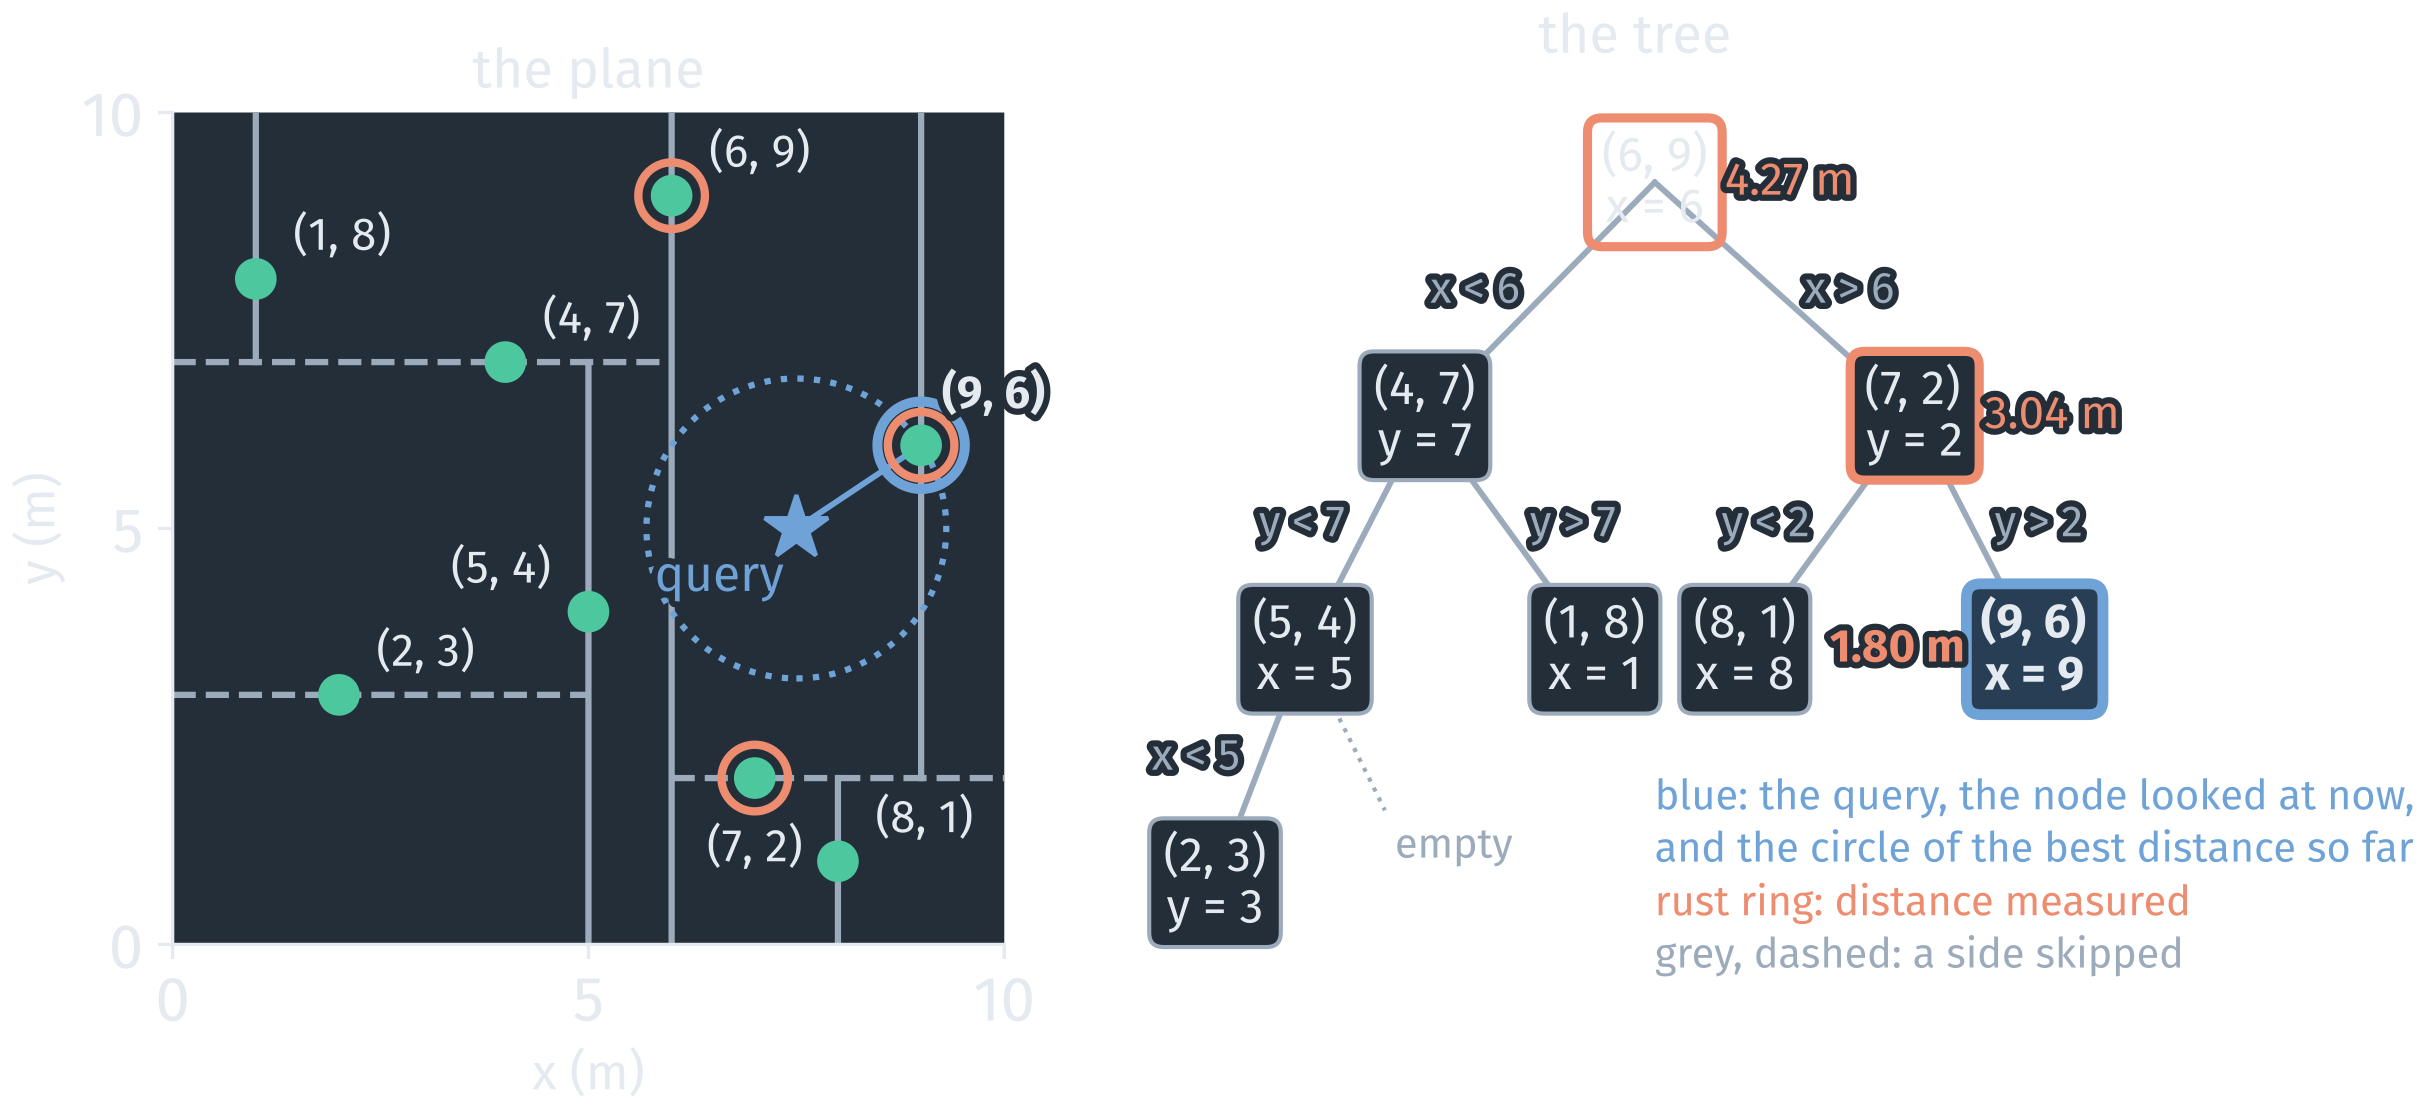 the plane
10
5
0
0
5
10
y (m)
x (m)
(6, 9)
(1, 8)
(4, 7)
(9, 6)
query
(5, 4)
(2, 3)
(8, 1)
(7, 2)
the tree
(6, 9)
x = 6
4.27 m
x<6
x>6
(4, 7)
y = 7
(7, 2)
y = 2
3.04 m
y<7
y>7
y<2
y>2
(5, 4)
x = 5
(1, 8)
x = 1
(8, 1)
x = 8
1.80 m
(9, 6)
x = 9
x<5
empty
(2, 3)
y = 3
blue: the query, the node looked at now,
and the circle of the best distance so far
rust ring: distance measured
grey, dashed: a side skipped